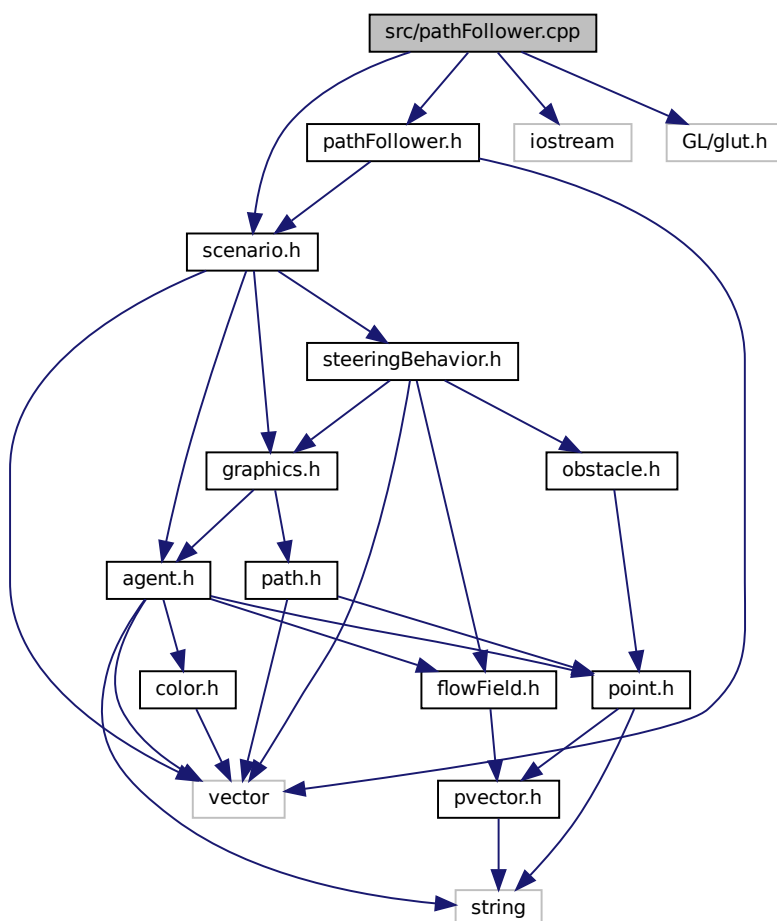 src/pathFollower.cpp
pathFollower.h
iostream
GL/glut.h
scenario.h
steeringBehavior.h
graphics.h
obstacle.h
agent.h
path.h
color.h
flowField.h
point.h
vector
pvector.h
string